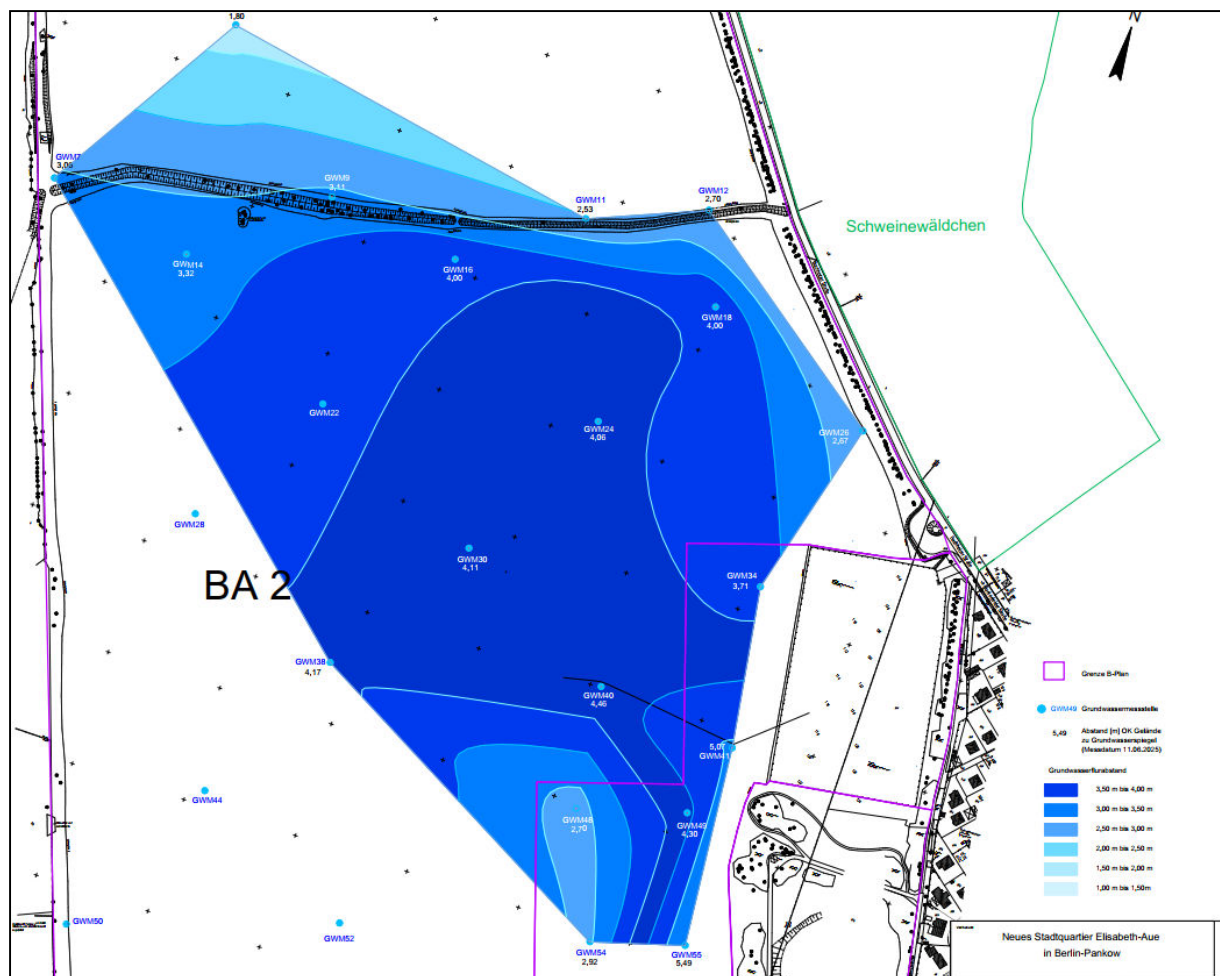 1,80
N
GWM7
3,05
GWM9
3,11
GWM11
2,53
GWM12
2,70
Schweinewäldchen
GWM14
3,32
GWM16
4,00
GWM18
4,00
GWM22
GWM24
4,06
GWM26
2,67
GWM28
GWM30
4,11
BA 2
GWM34
3,71
GWM38
4,17
GWM40
4,46
5,07
GWM41
GWM44
GWM48
2,70
GWM49
4,30
GWM50
GWM52
GWM54
2,92
GWM55
5,49
Grenze B-Plan
GWM49 Grundwassermessstelle
5,49 Abstand [m] OK Gelände
zu Grundwasserspiegel
(Messdatum 11.06.2025)
Grundwasserflurabstand
3,50 m bis 4,00 m
3,00 m bis 3,50 m
2,50 m bis 3,00 m
2,00 m bis 2,50 m
1,50 m bis 2,00 m
1,00 m bis 1,50m
Neues Stadtquartier Elisabeth-Aue
in Berlin-Pankow